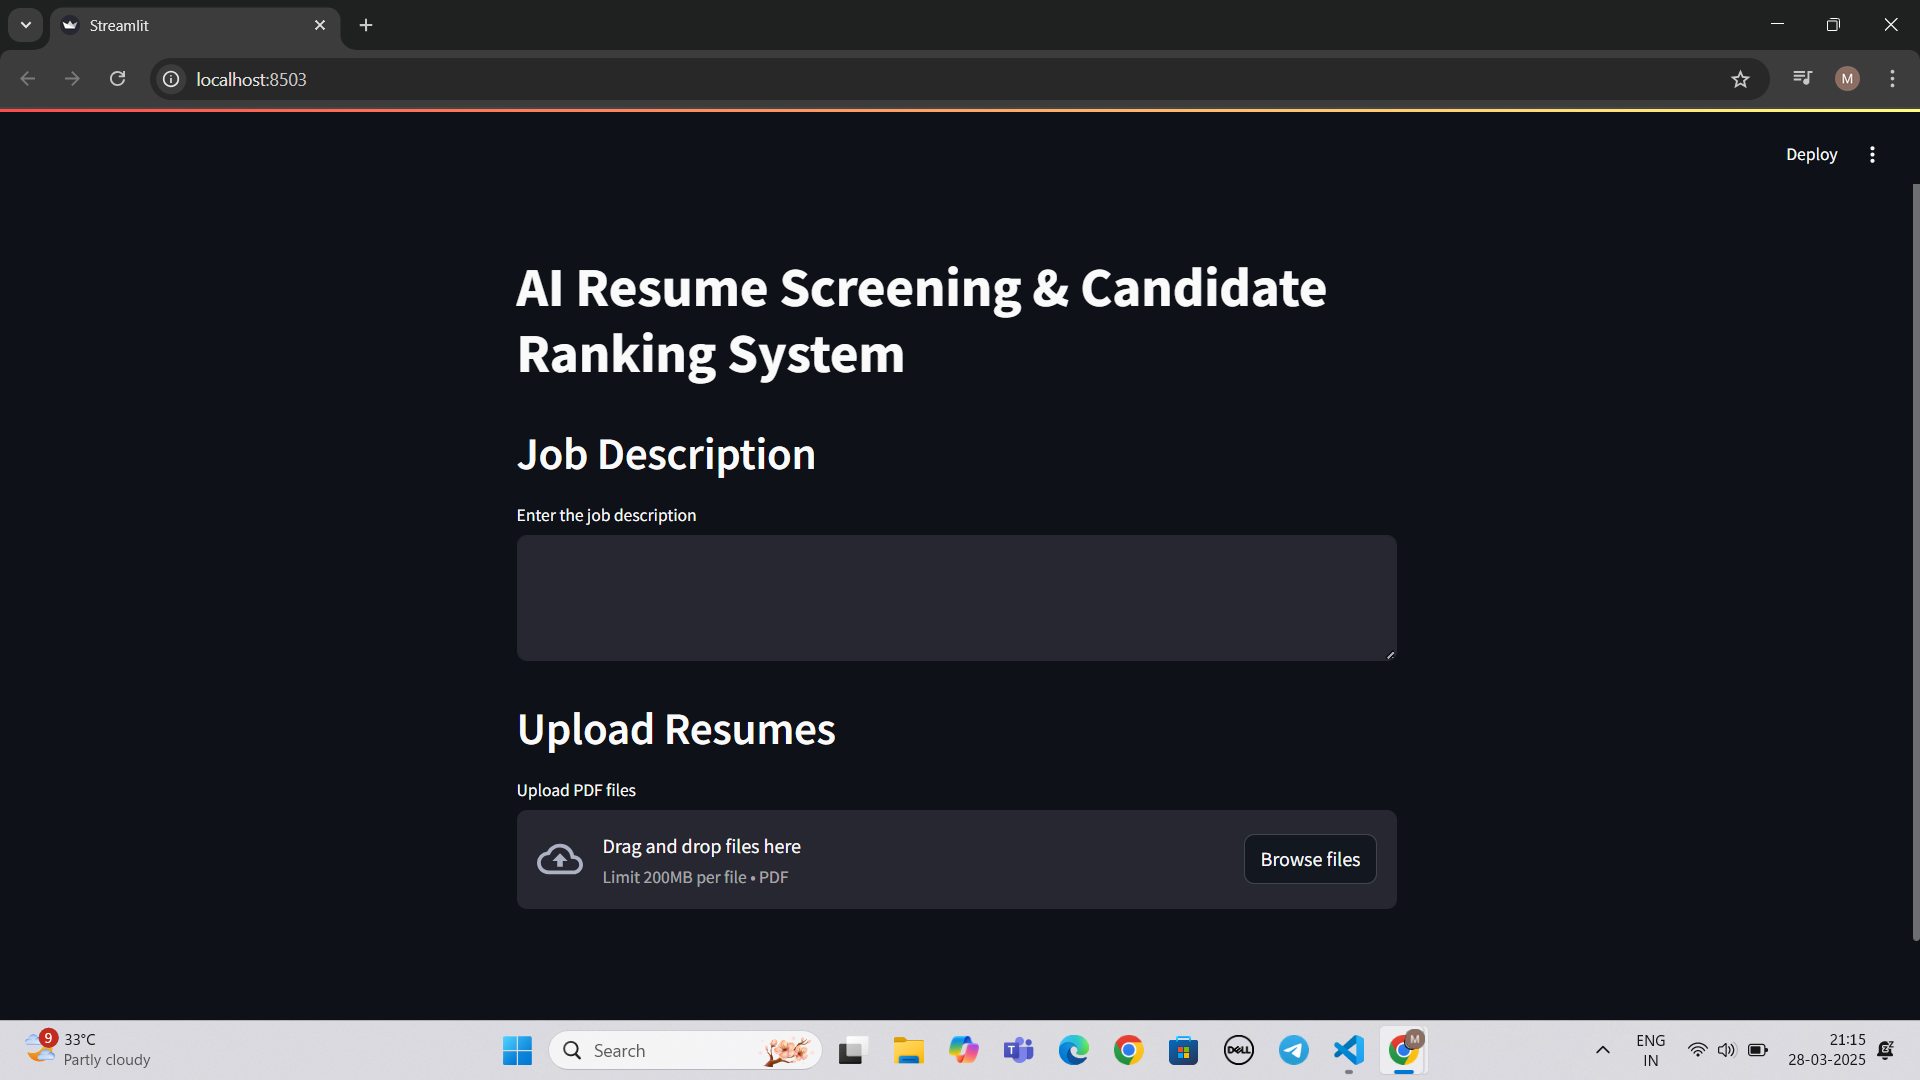 Streamlit
localhost:8503
M
Deploy
AI Resume Screening & Candidate
Ranking System
Job Description
Enter the job description
Upload Resumes
Upload PDF files
Drag and drop files here
Limit 200MB per file • PDF
Browse files
9
33°C
Partly cloudy
Search
DELL
M
ENG
IN
21:15
28-03-2025